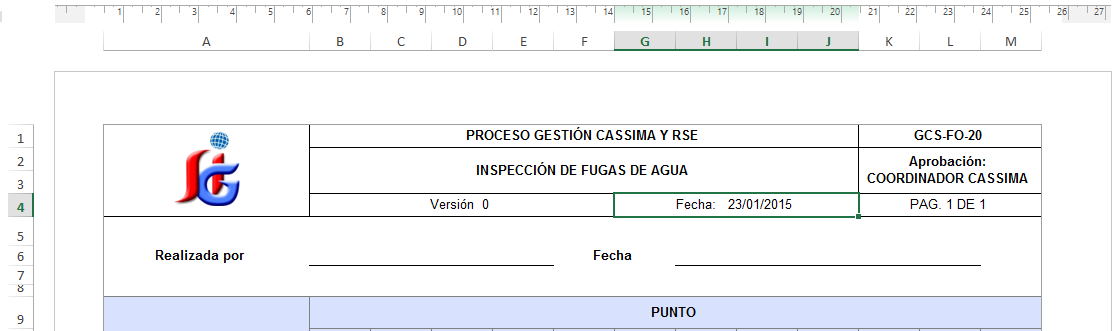 1 2 3 4 5 6 7 8 9 10 11 12 13 14 15 16 17 18 19 20 21 22 23 24 25 26 27
A B C D E F G H I J K L M
1 PROCESO GESTIÓN CASSIMA Y RSE GCS-FO-20
2 INSPECCIÓN DE FUGAS DE AGUA Aprobación:
3 COORDINADOR CASSIMA
4 Versión 0 Fecha: 23/01/2015 PAG. 1 DE 1
5
6 Realizada por Fecha
7
8
9 PUNTO